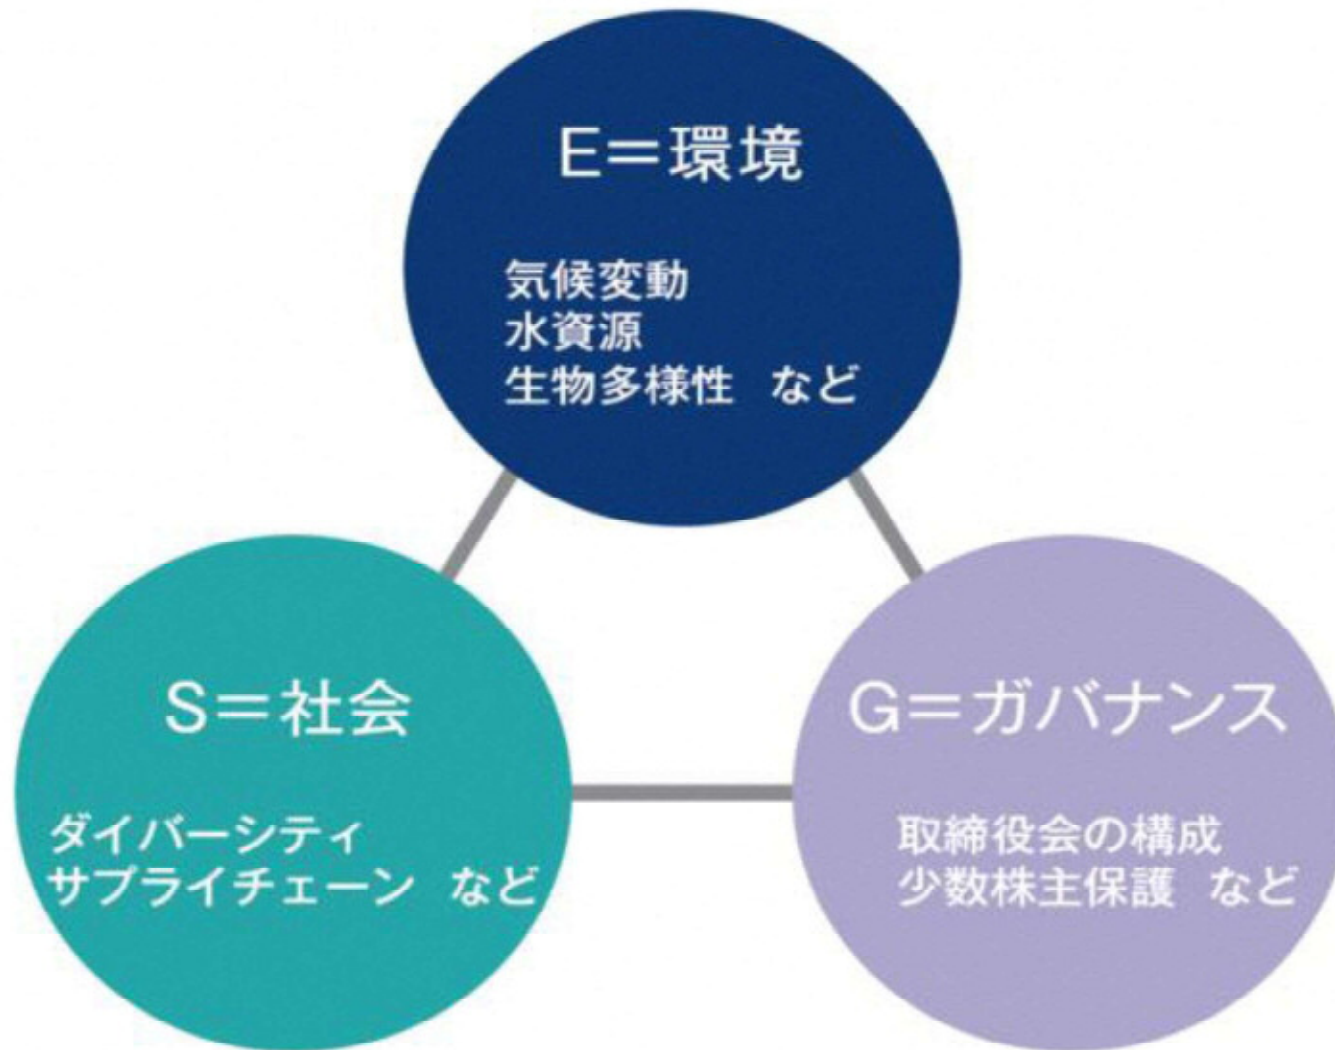 E＝環境
気候変動
水資源
生物多様性 など
S＝社会
ダイバーシティ
サプライチェーン など
G＝ガバナンス
取締役会の構成
少数株主保護 など